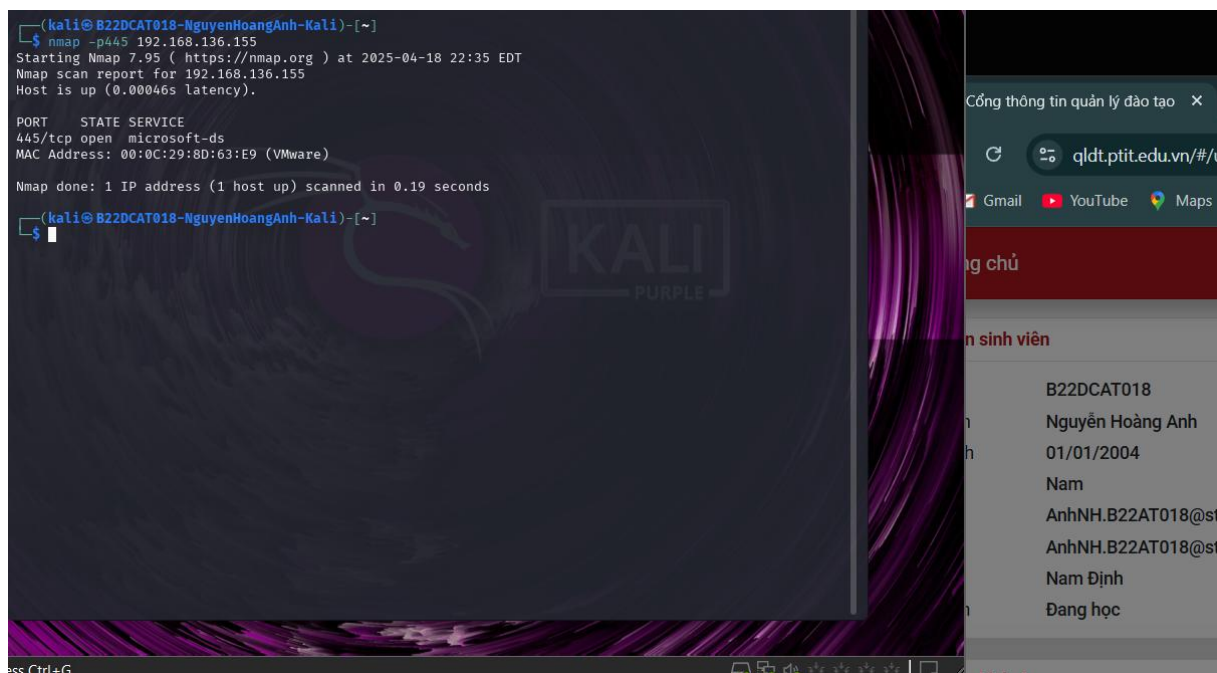 (kali㉿B22DCAT018-NguyenHoangAnh-Kali)-[~]
$ nmap -p445 192.168.136.155
Starting Nmap 7.95 ( https://nmap.org ) at 2025-04-18 22:35 EDT
Nmap scan report for 192.168.136.155
Host is up (0.00046s latency).
PORT    STATE SERVICE
445/tcp open  microsoft-ds
MAC Address: 00:0C:29:8D:63:E9 (VMware)
Nmap done: 1 IP address (1 host up) scanned in 0.19 seconds
(kali㉿B22DCAT018-NguyenHoangAnh-Kali)-[~]
$
KALI
PURPLE
ess Ctrl+G
Cổng thông tin quản lý đào tạo
qldt.ptit.edu.vn/#/
Gmail YouTube Maps
ng chủ
n sinh viên
B22DCAT018
Nguyễn Hoàng Anh
h 01/01/2004
Nam
AnhNH.B22AT018@st
AnhNH.B22AT018@st
Nam Định
Đang học